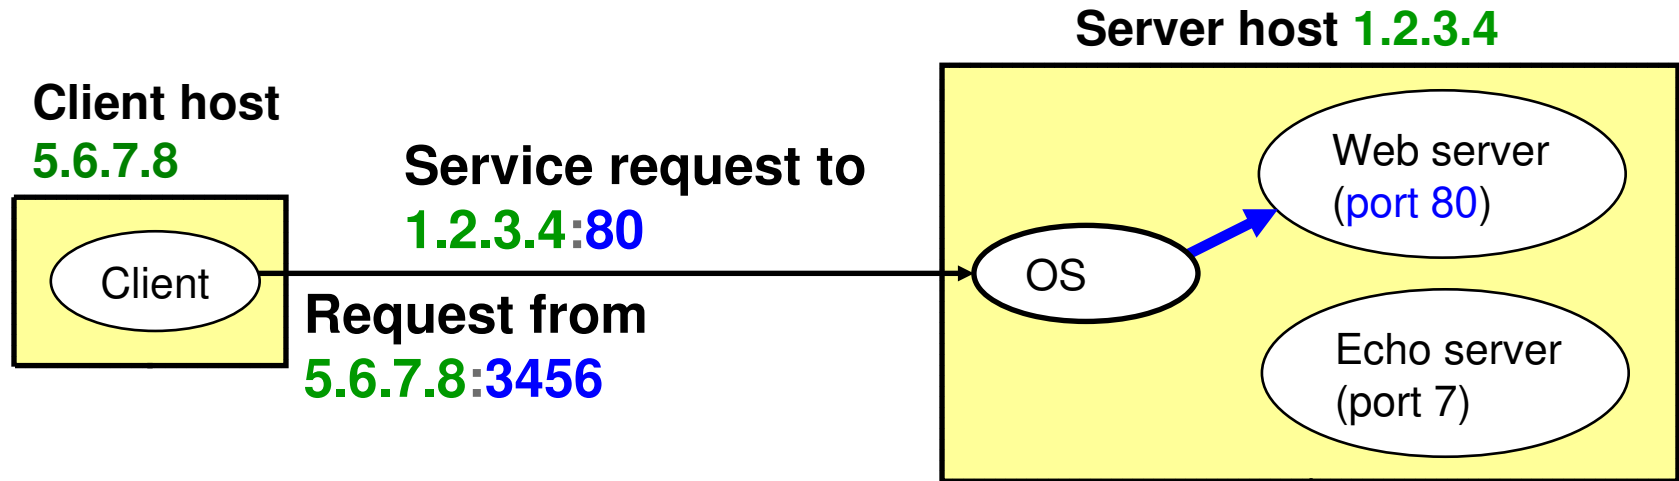 Server host 1.2.3.4
Client host
5.6.7.8
Service request to
1.2.3.4:80
Client
Request from
5.6.7.8:3456
OS
Web server
(port 80)
Echo server
(port 7)